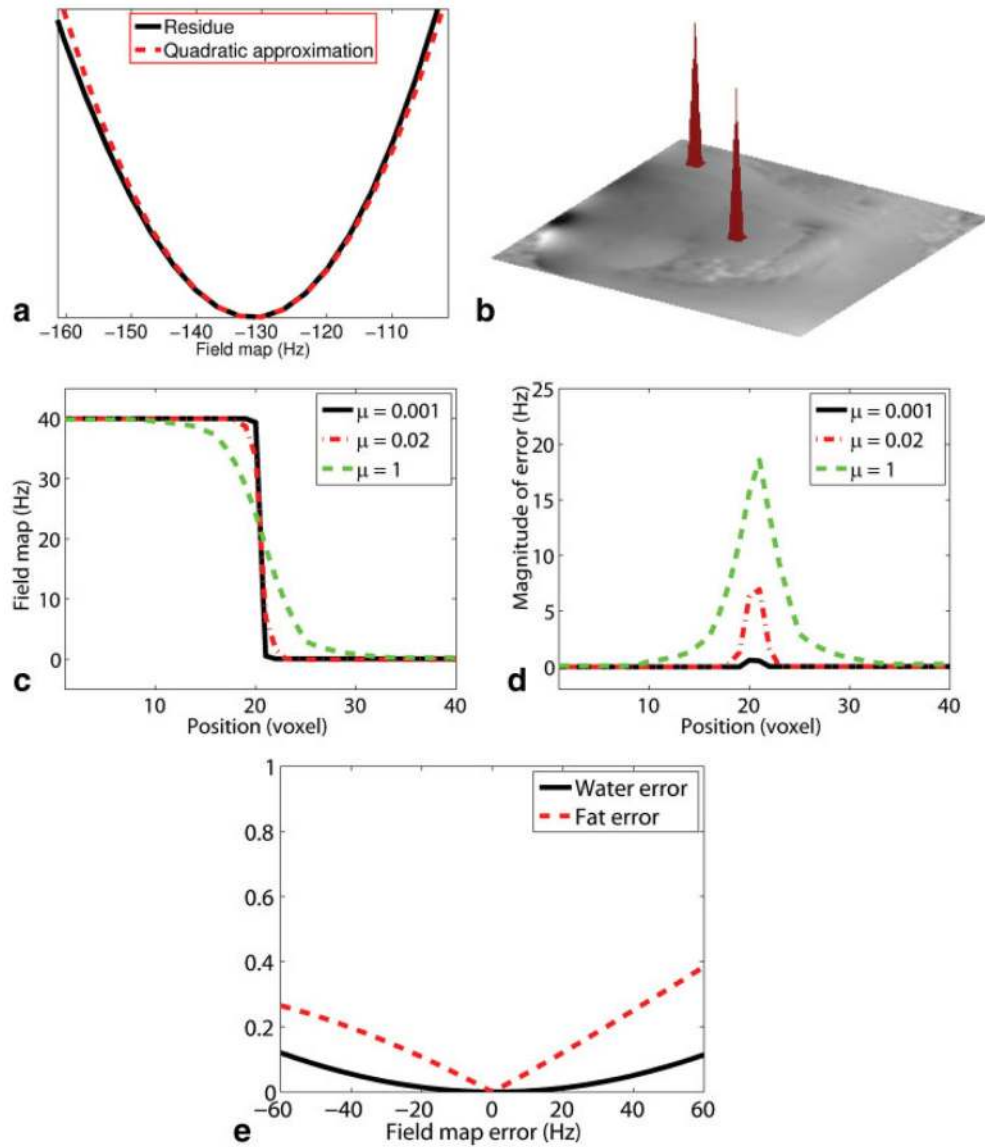 Residue
Quadratic approximation
a
−160 −150 −140 −130 −120 −110
Field map (Hz)
b
40
30
20
10
0
Field map (Hz)
μ = 0.001
μ = 0.02
μ = 1
c
10 20 30 40
Position (voxel)
25
20
15
10
5
0
Magnitude of error (Hz)
μ = 0.001
μ = 0.02
μ = 1
d
10 20 30 40
Position (voxel)
1
0.8
0.6
0.4
0.2
0
Water error
Fat error
−60 −40 −20 0 20 40 60
e
Field map error (Hz)